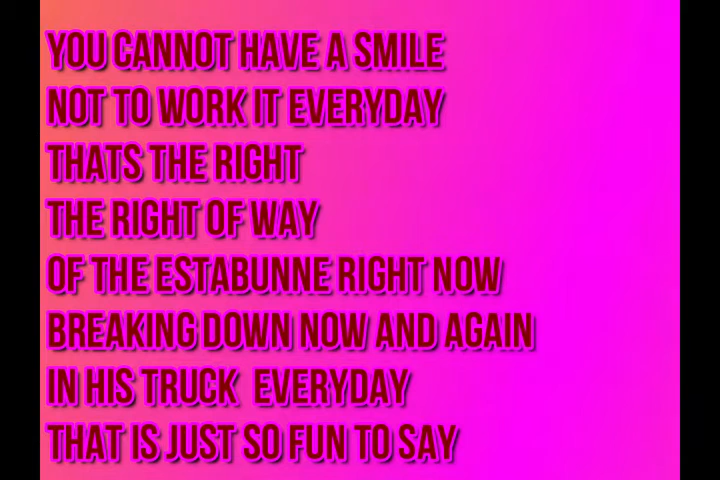 YOU CANNOT HAVE A SMILE
NOT TO WORK IT EVERYDAY
THATS THE RIGHT
THE RIGHT OF WAY
OF THE ESTABUNNE RIGHT NOW
BREAKING DOWN NOW AND AGAIN
IN HIS TRUCK EVERYDAY
THAT IS JUST SO FUN TO SAY